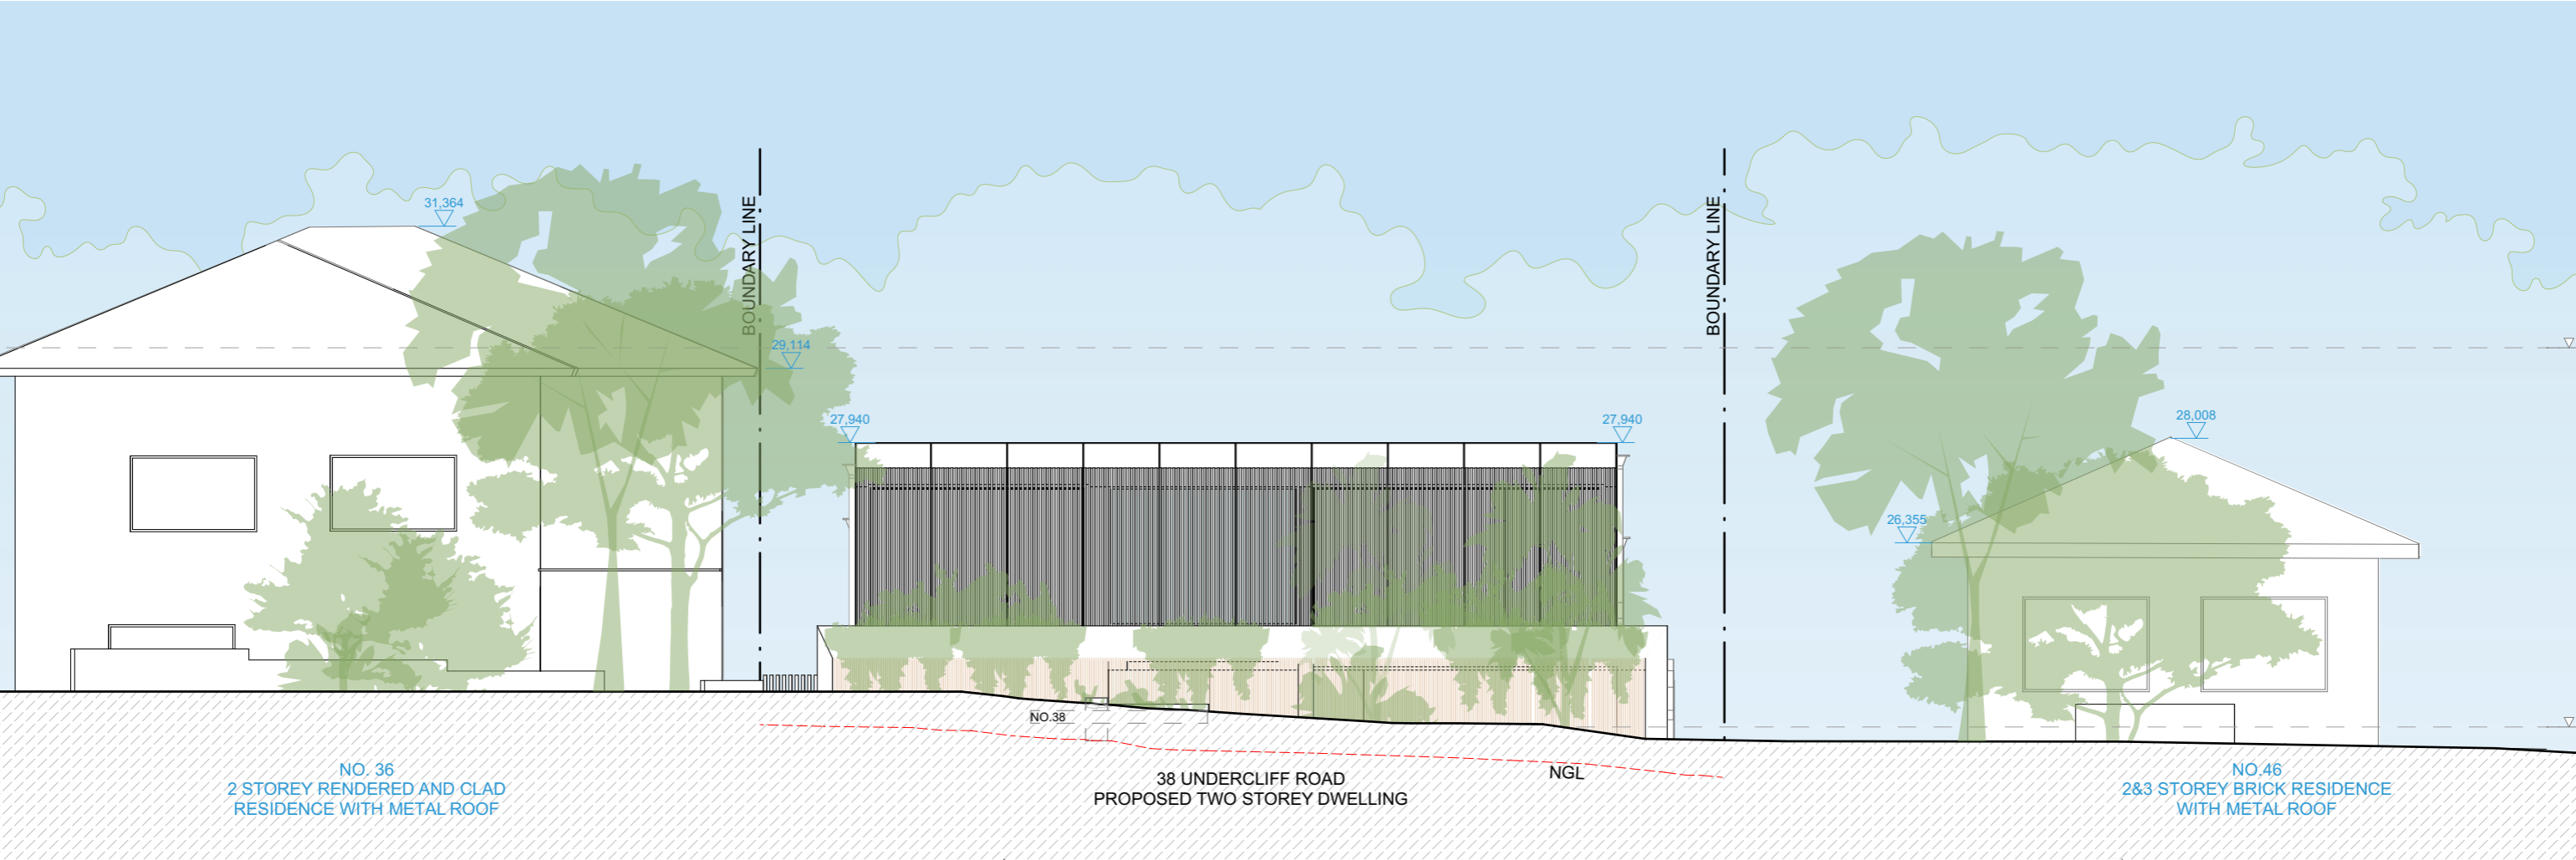 31,364
BOUNDARY LINE
BOUNDARY LINE
29,114
27,940
27,940
28,008
26,355
NO.38
NGL
NO. 36
2 STOREY RENDERED AND CLAD
RESIDENCE WITH METAL ROOF
38 UNDERCLIFF ROAD
PROPOSED TWO STOREY DWELLING
NO.46
2&3 STOREY BRICK RESIDENCE
WITH METAL ROOF